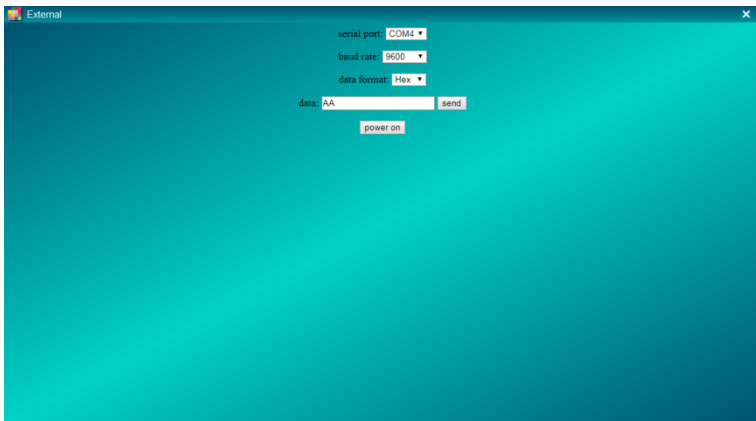 External
serial port: COM4
baud rate: 9600
data format: Hex
data: AA send
power on